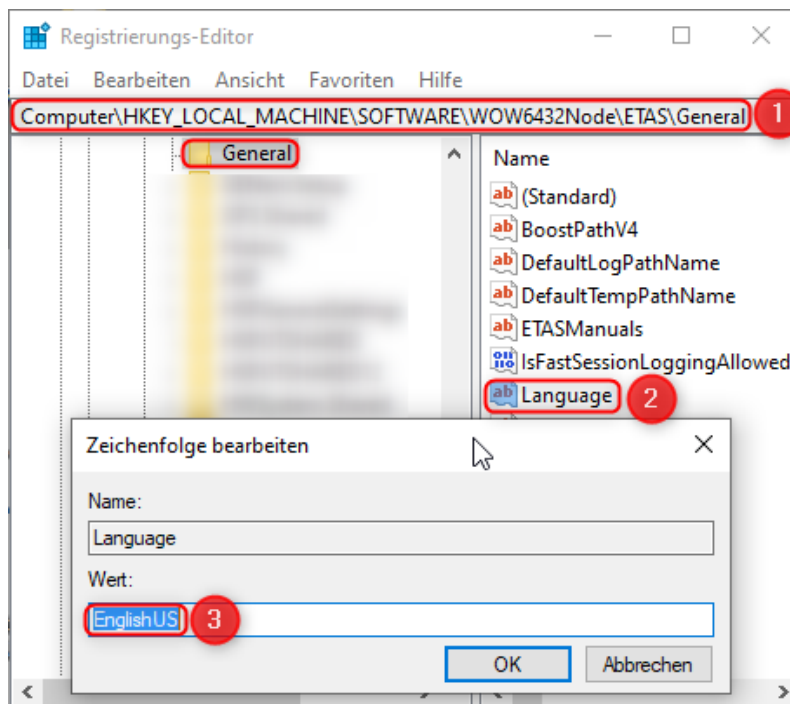 Registrierungs-Editor
Datei Bearbeiten Ansicht Favoriten Hilfe
Computer\HKEY_LOCAL_MACHINE\SOFTWARE\WOW6432Node\ETAS\General
1
General
Name
(Standard)
BoostPathV4
DefaultLogPathName
DefaultTempPathName
ETASManuals
IsFastSessionLoggingAllowed
Language
2
Zeichenfolge bearbeiten
Name:
Language
Wert:
EnglishUS
3
OK Abbrechen